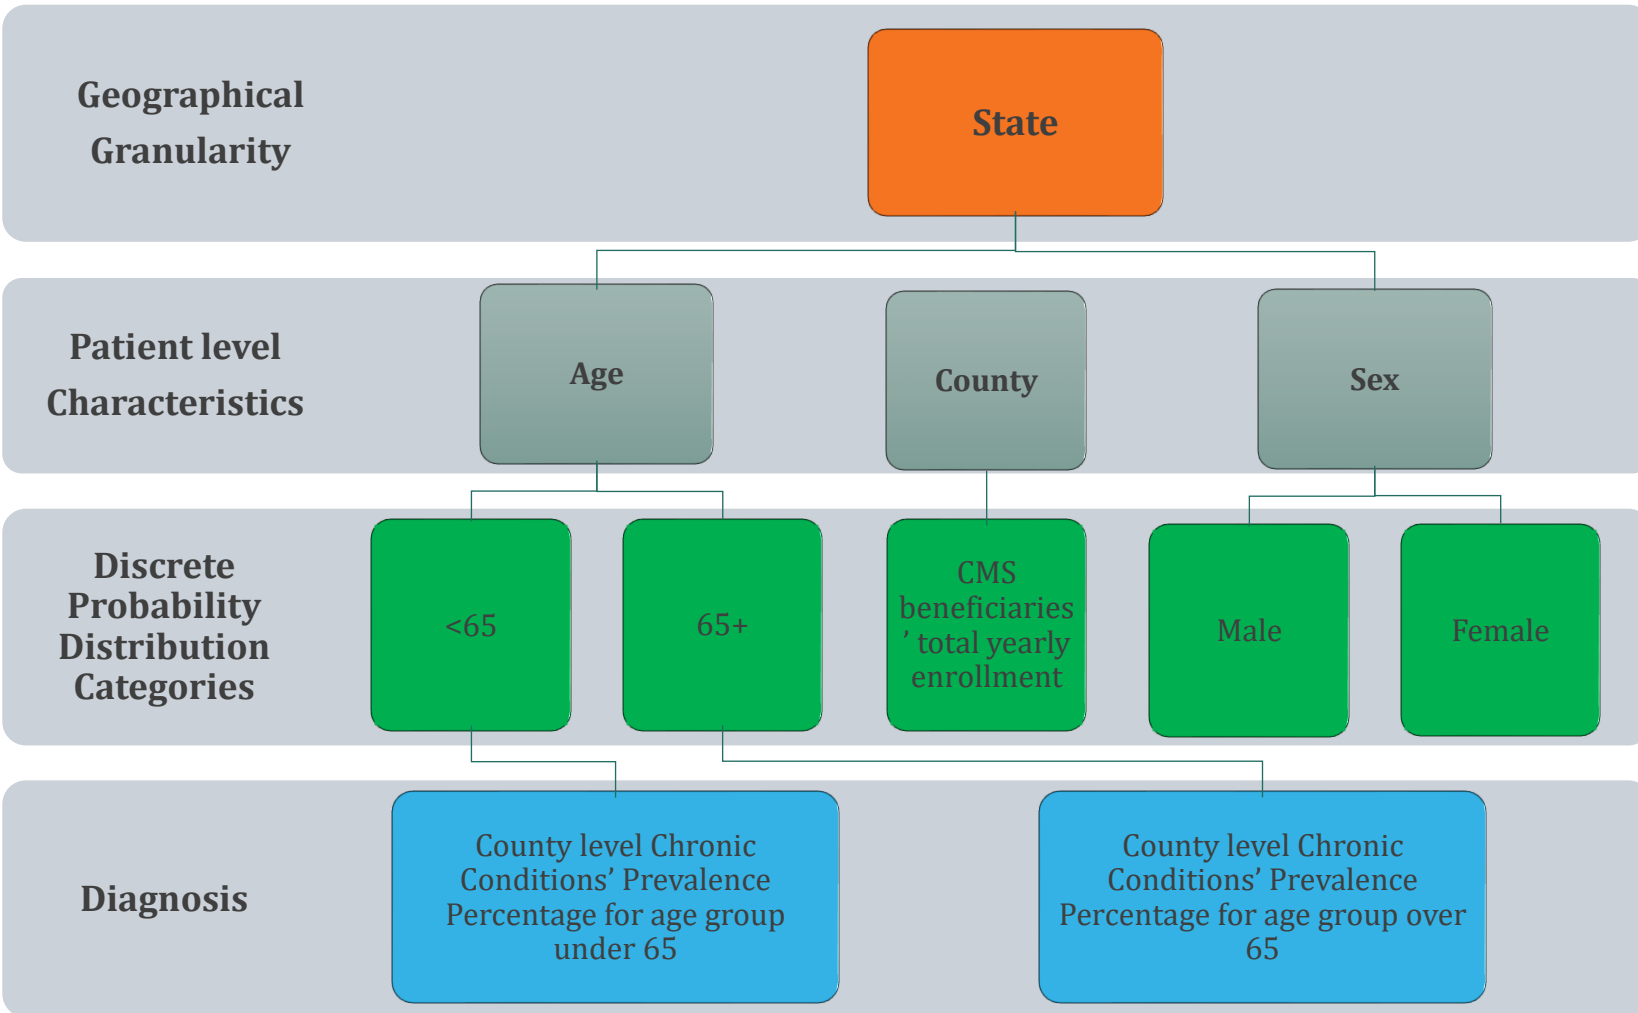 Geographical
Granularity
State
Patient level
Characteristics
Age
County
Sex
Discrete
Probability
Distribution
Categories
<65
65+
CMS
beneficiaries
’ total yearly
enrollment
Male
Female
Diagnosis
County level Chronic
Conditions’ Prevalence
Percentage for age group
under 65
County level Chronic
Conditions’ Prevalence
Percentage for age group over
65